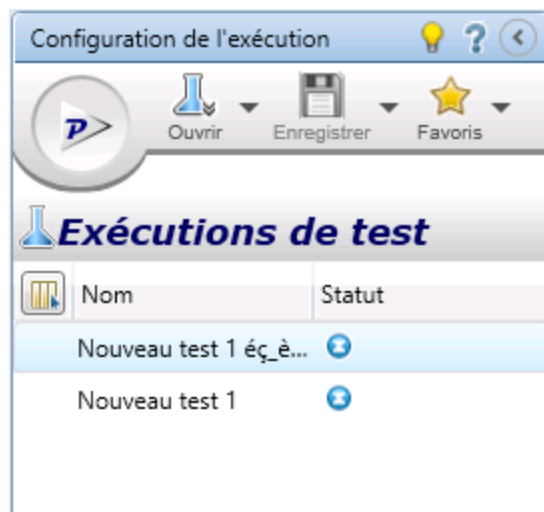 Configuration de l'exécution
P>
Ouvrir Enregistrer Favoris
Exécutions de test
Nom Statut
Nouveau test 1 éç_è...
Nouveau test 1